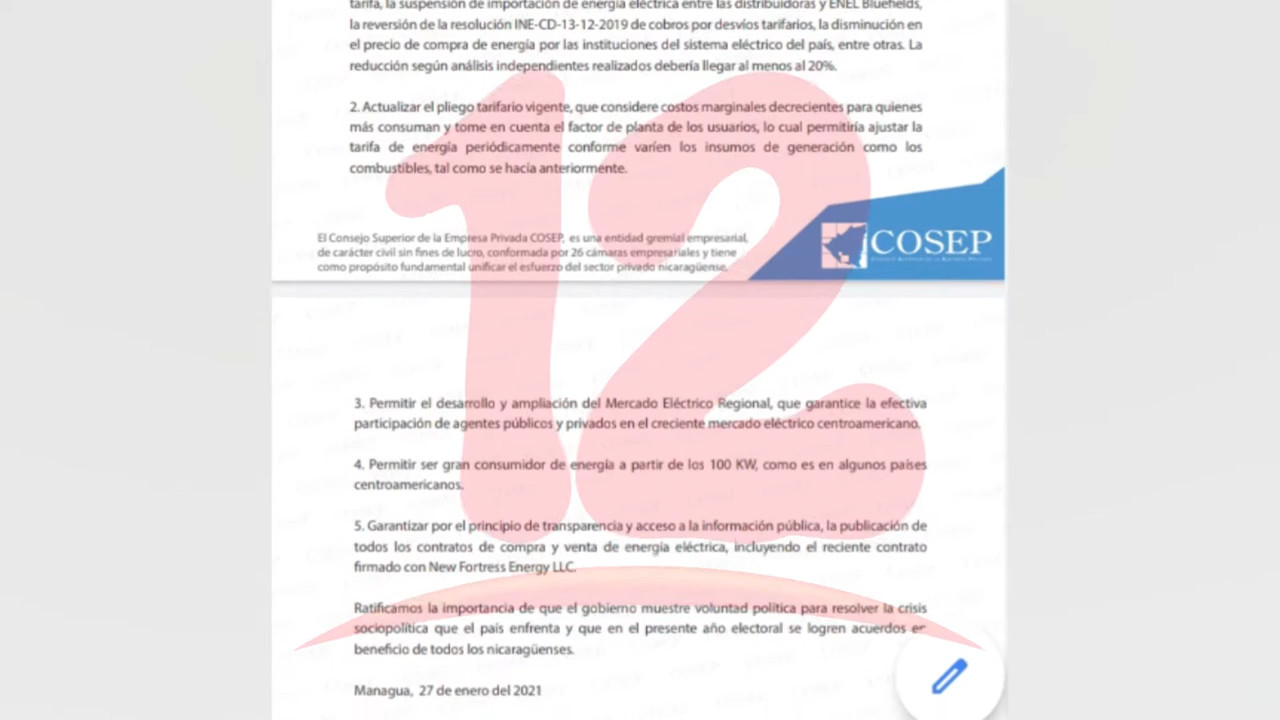 tarifa, la suspensión de importación de energía eléctrica entre las distribuidoras y ENEL Bluefields,
la reversión de la resolución INE-CD-13-12-2019 de cobros por desvíos tarifarios, la disminución en
el precio de compra de energía por las instituciones del sistema eléctrico del país, entre otras. La
reducción según análisis independientes realizados debería llegar al menos al 20%.
2. Actualizar el pliego tarifario vigente, que considere costos marginales decrecientes para quienes
más consuman y tome en cuenta el factor de planta de los usuarios, lo cual permitiría ajustar la
tarifa de energía periódicamente conforme varíen los insumos de generación como los
combustibles, tal como se hacía anteriormente.
El Consejo Superior de la Empresa Privada COSEP, es una entidad gremial empresarial,
de carácter civil sin fines de lucro, conformada por 26 cámaras empresariales y tiene
como propósito fundamental unificar el esfuerzo del sector privado nicaragüense.
COSEP
12
3. Permitir el desarrollo y ampliación del Mercado Eléctrico Regional, que garantice la efectiva
participación de agentes públicos y privados en el creciente mercado eléctrico centroamericano.
4. Permitir ser gran consumidor de energía a partir de los 100 KW, como es en algunos países
centroamericanos.
5. Garantizar por el principio de transparencia y acceso a la información pública, la publicación de
todos los contratos de compra y venta de energía eléctrica, incluyendo el reciente contrato
firmado con New Fortress Energy LLC.
Ratificamos la importancia de que el gobierno muestre voluntad política para resolver la crisis
sociopolítica que el país enfrenta y que en el presente año electoral se logren acuerdos en
beneficio de todos los nicaragüenses.
Managua, 27 de enero del 2021